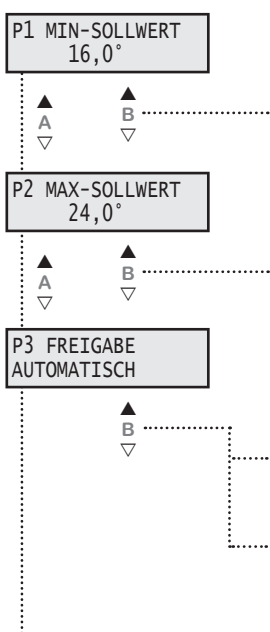 P1 MIN-SOLLWERT
16,0°
A
B
P2 MAX-SOLLWERT
24,0°
A
B
P3 FREIGABE
AUTOMATISCH
B